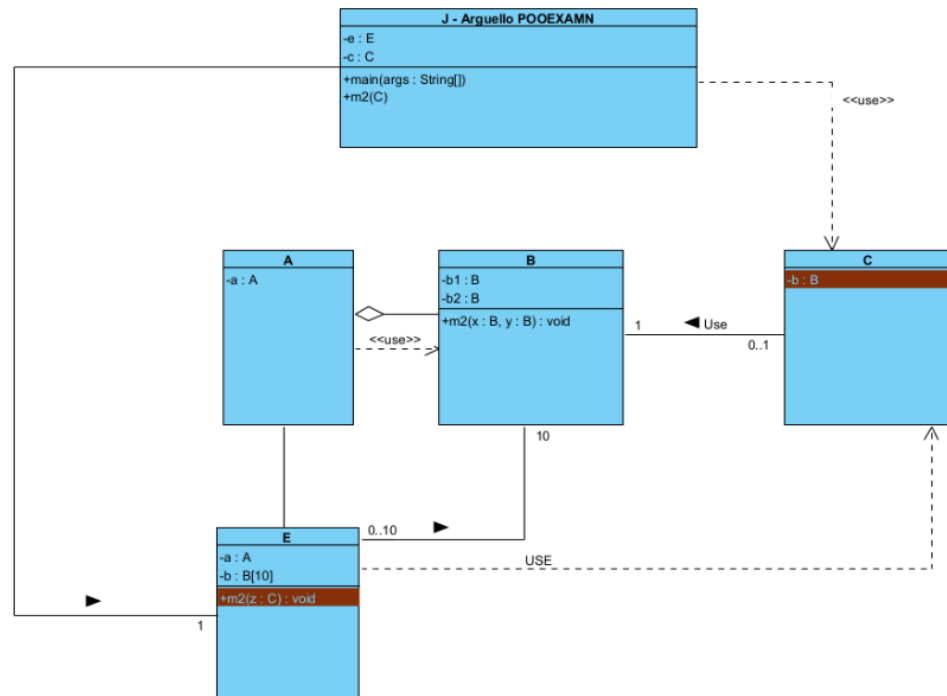 J - Arguello POOEXAMN
-e : E
-c : C
+main(args : String[])
+m2(C)
<<use>>
A
-a : A
B
-b1 : B
-b2 : B
+m2(x : B, y : B) : void
C
-b : B
<<use>>
1
Use
0..1
10
0..10
E
-a : A
-b : B[10]
+m2(z : C) : void
USE
1